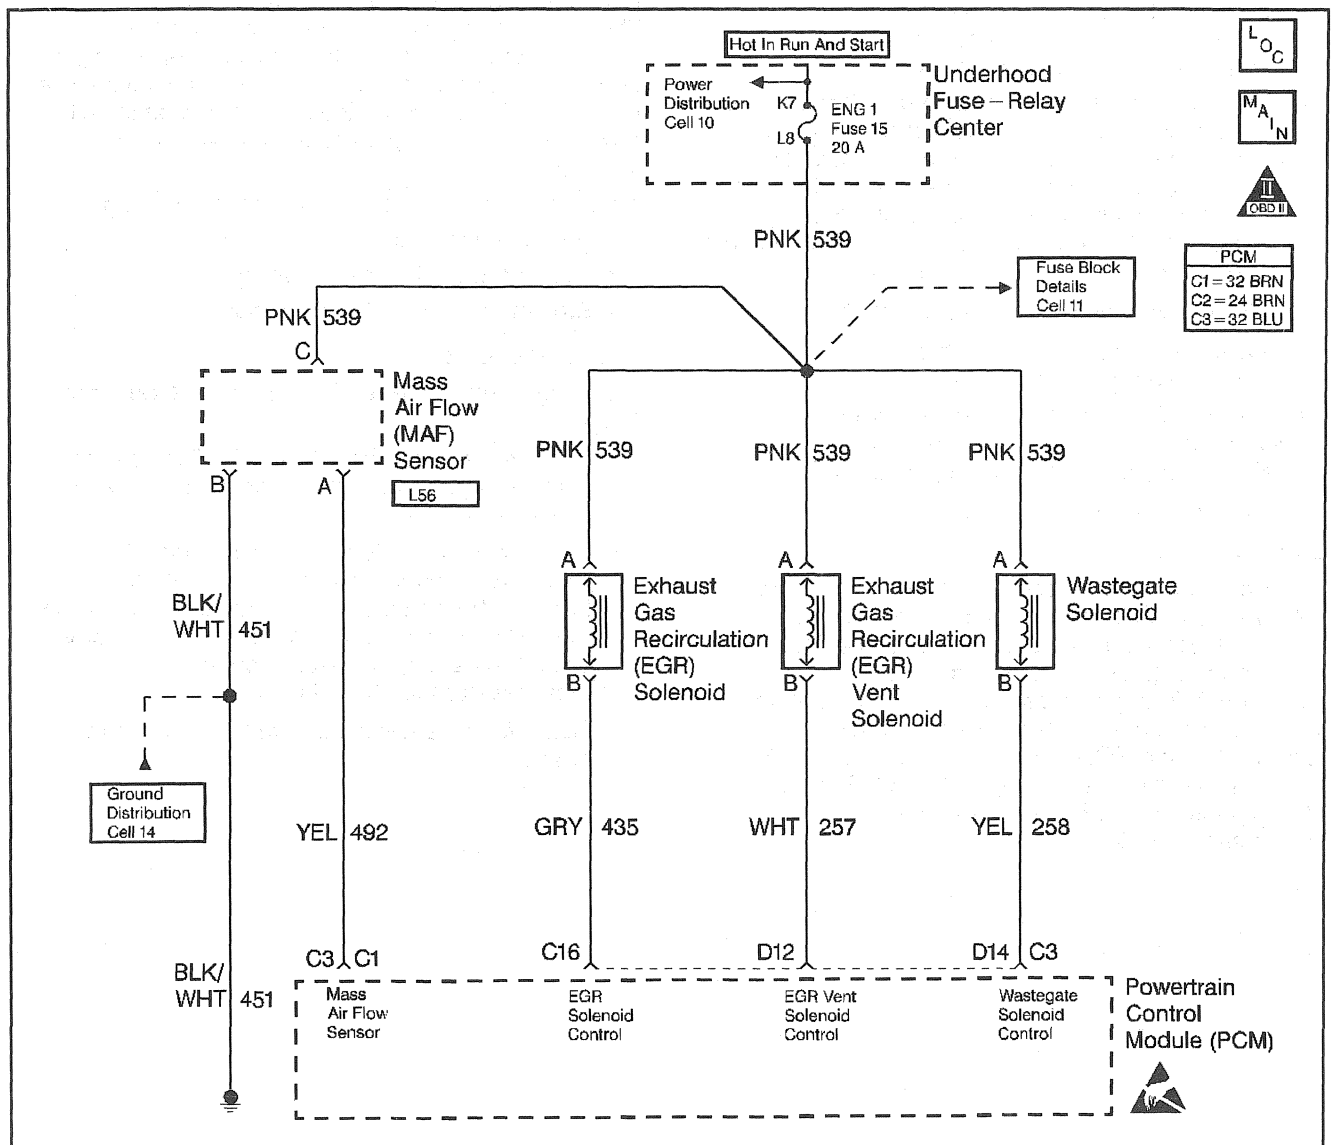 Hot In Run And Start
L
O
C
Power
Distribution
Cell 10
K7
L8
ENG 1
Fuse 15
20 A
Underhood
Fuse – Relay
Center
M
A
I
N
II
OBD II
PNK 539
Fuse Block
Details
Cell 11
PCM
C1 = 32 BRN
C2 = 24 BRN
C3 = 32 BLU
PNK 539
C
Mass
Air Flow
(MAF)
Sensor
L56
B
A
PNK 539
PNK 539
PNK 539
A
B
Exhaust
Gas
Recirculation
(EGR)
Solenoid
A
B
Exhaust
Gas
Recirculation
(EGR)
Vent
Solenoid
A
B
Wastegate
Solenoid
BLK/
WHT 451
Ground
Distribution
Cell 14
YEL 492
GRY 435
WHT 257
YEL 258
BLK/
WHT 451
C3 C1
C16
D12
D14 C3
Mass
Air Flow
Sensor
EGR
Solenoid
Control
EGR Vent
Solenoid
Control
Wastegate
Solenoid
Control
Powertrain
Control
Module (PCM)